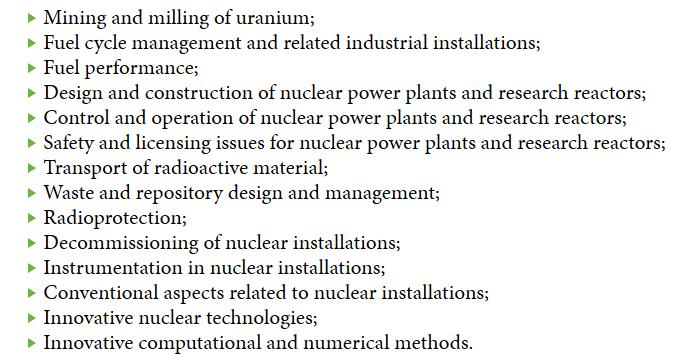 Mining and milling of uranium;
Fuel cycle management and related industrial installations;
Fuel performance;
Design and construction of nuclear power plants and research reactors;
Control and operation of nuclear power plants and research reactors;
Safety and licensing issues for nuclear power plants and research reactors;
Transport of radioactive material;
Waste and repository design and management;
Radioprotection;
Decommissioning of nuclear installations;
Instrumentation in nuclear installations;
Conventional aspects related to nuclear installations;
Innovative nuclear technologies;
Innovative computational and numerical methods.